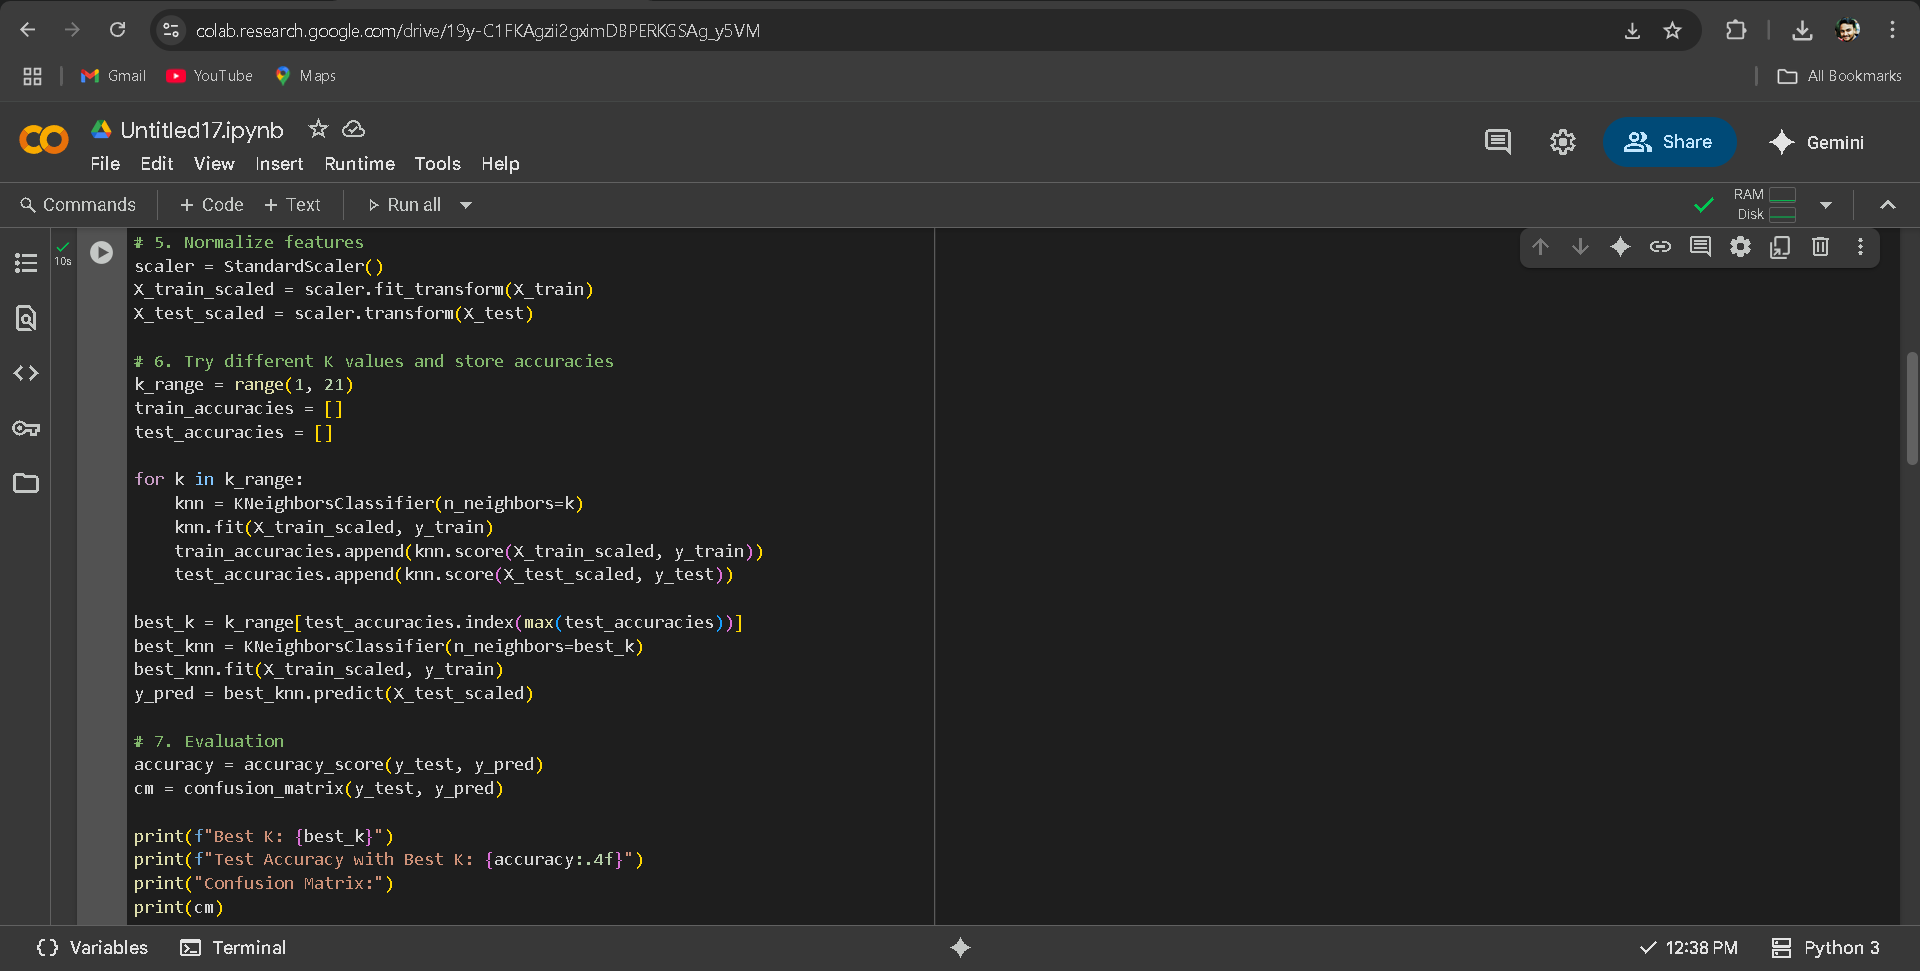 colab.research.google.com/drive/19y-C1FKAgzii2gximDBPERKGSAg_y5VM
Gmail YouTube Maps All Bookmarks
Untitled17.ipynb
File Edit View Insert Runtime Tools Help
Share Gemini
Commands + Code + Text Run all
RAM
Disk
10s
# 5. Normalize features
scaler = StandardScaler()
X_train_scaled = scaler.fit_transform(X_train)
X_test_scaled = scaler.transform(X_test)
# 6. Try different K values and store accuracies
k_range = range(1, 21)
train_accuracies = []
test_accuracies = []
for k in k_range:
    knn = KNeighborsClassifier(n_neighbors=k)
    knn.fit(X_train_scaled, y_train)
    train_accuracies.append(knn.score(X_train_scaled, y_train))
    test_accuracies.append(knn.score(X_test_scaled, y_test))
best_k = k_range[test_accuracies.index(max(test_accuracies))]
best_knn = KNeighborsClassifier(n_neighbors=best_k)
best_knn.fit(X_train_scaled, y_train)
y_pred = best_knn.predict(X_test_scaled)
# 7. Evaluation
accuracy = accuracy_score(y_test, y_pred)
cm = confusion_matrix(y_test, y_pred)
print(f"Best K: {best_k}")
print(f"Test Accuracy with Best K: {accuracy:.4f}")
print("Confusion Matrix:")
print(cm)
{} Variables Terminal 12:38 PM Python 3